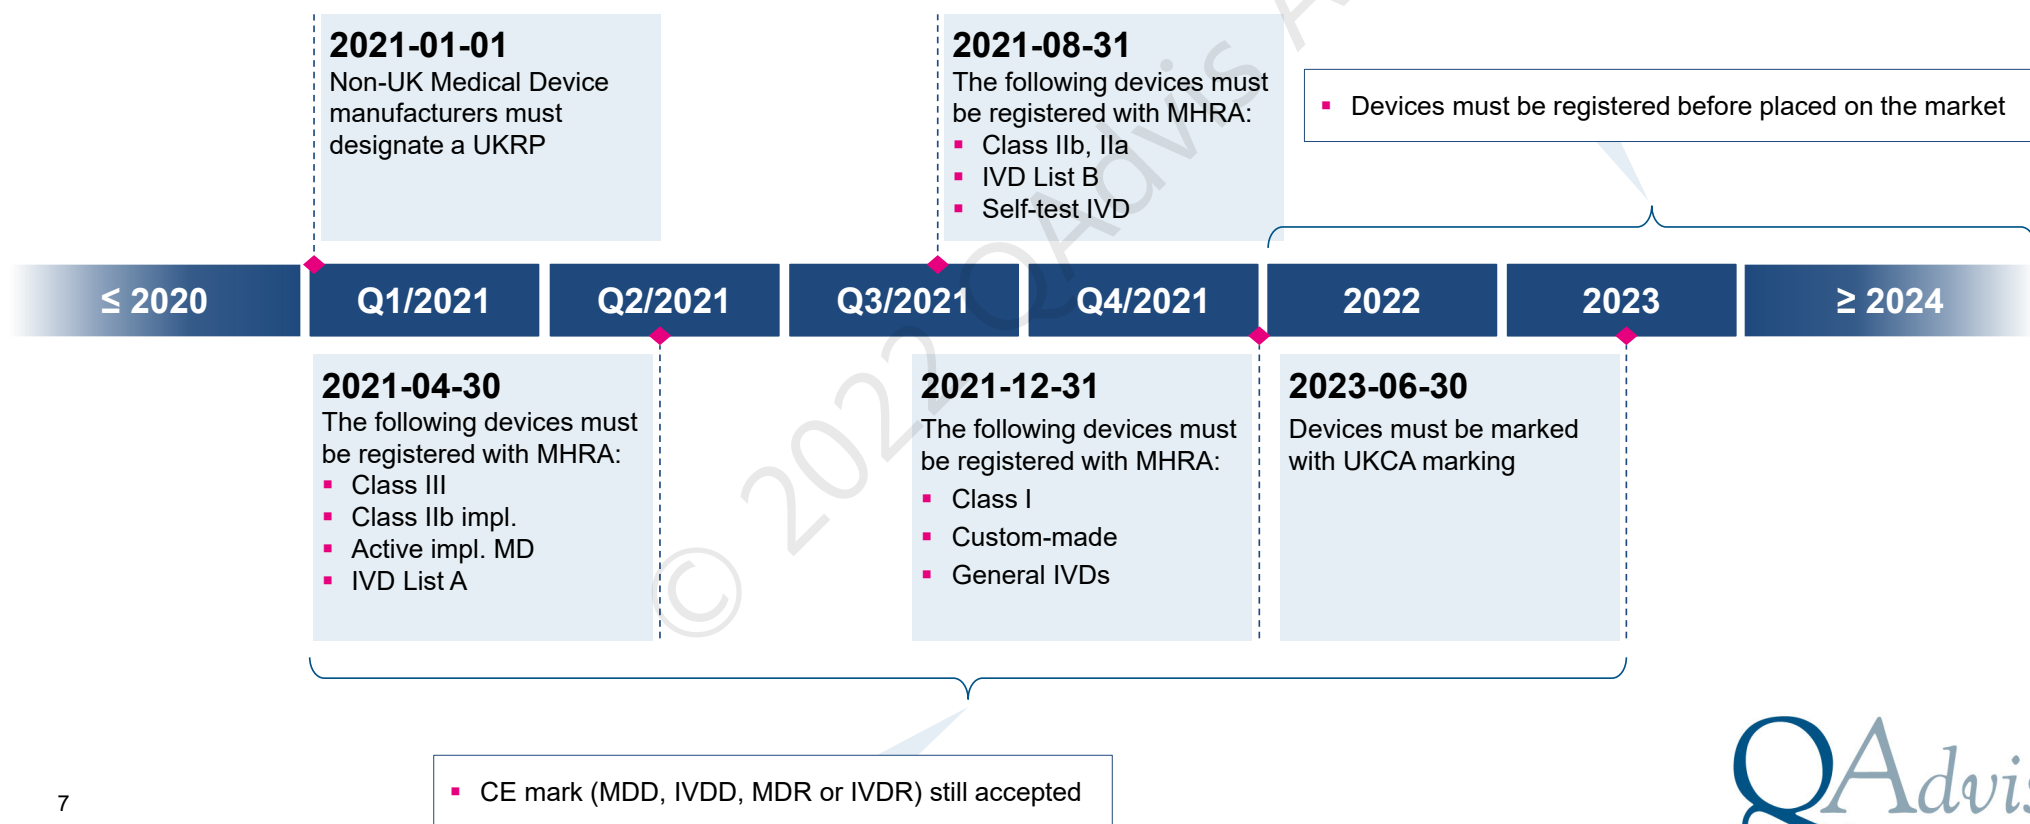 2021-01-01
Non-UK Medical Device
manufacturers must
designate a UKRP
2021-08-31
The following devices must
be registered with MHRA:
▪ Class IIb, IIa
▪ IVD List B
▪ Self-test IVD
▪ Devices must be registered before placed on the market
≤ 2020
Q1/2021
Q2/2021
Q3/2021
Q4/2021
2022
2023
≥ 2024
2021-04-30
The following devices must
be registered with MHRA:
▪ Class III
▪ Class IIb impl.
▪ Active impl. MD
▪ IVD List A
2021-12-31
The following devices must
be registered with MHRA:
▪ Class I
▪ Custom-made
▪ General IVDs
2023-06-30
Devices must be marked
with UKCA marking
▪ CE mark (MDD, IVDD, MDR or IVDR) still accepted
7
QAdvis
© 2022 QAdvis A